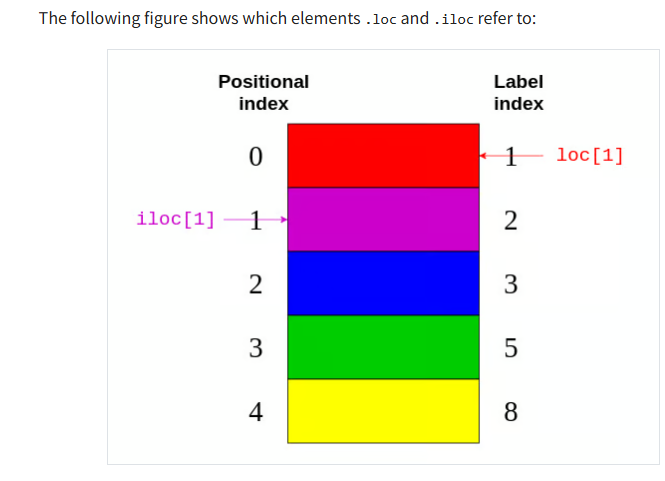 The following figure shows which elements .loc and .iloc refer to:
Positional
index
Label
index
0
1
loc[1]
iloc[1]
1
2
2
3
3
5
4
8